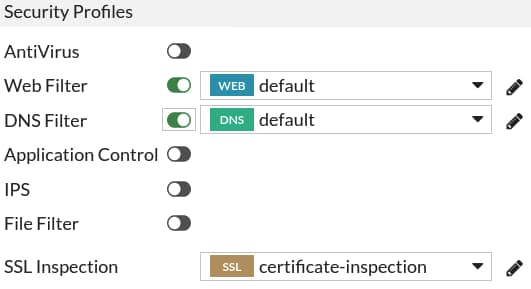 Security Profiles
AntiVirus
Web Filter WEB default
DNS Filter DNS default
Application Control
IPS
File Filter
SSL Inspection SSL certificate-inspection